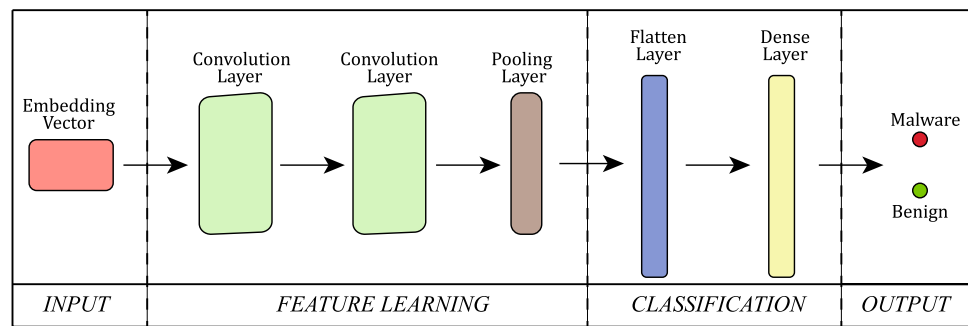 Embedding
Vector
Convolution
Layer
Convolution
Layer
Pooling
Layer
Flatten
Layer
Dense
Layer
Malware
Benign
INPUT
FEATURE LEARNING
CLASSIFICATION
OUTPUT